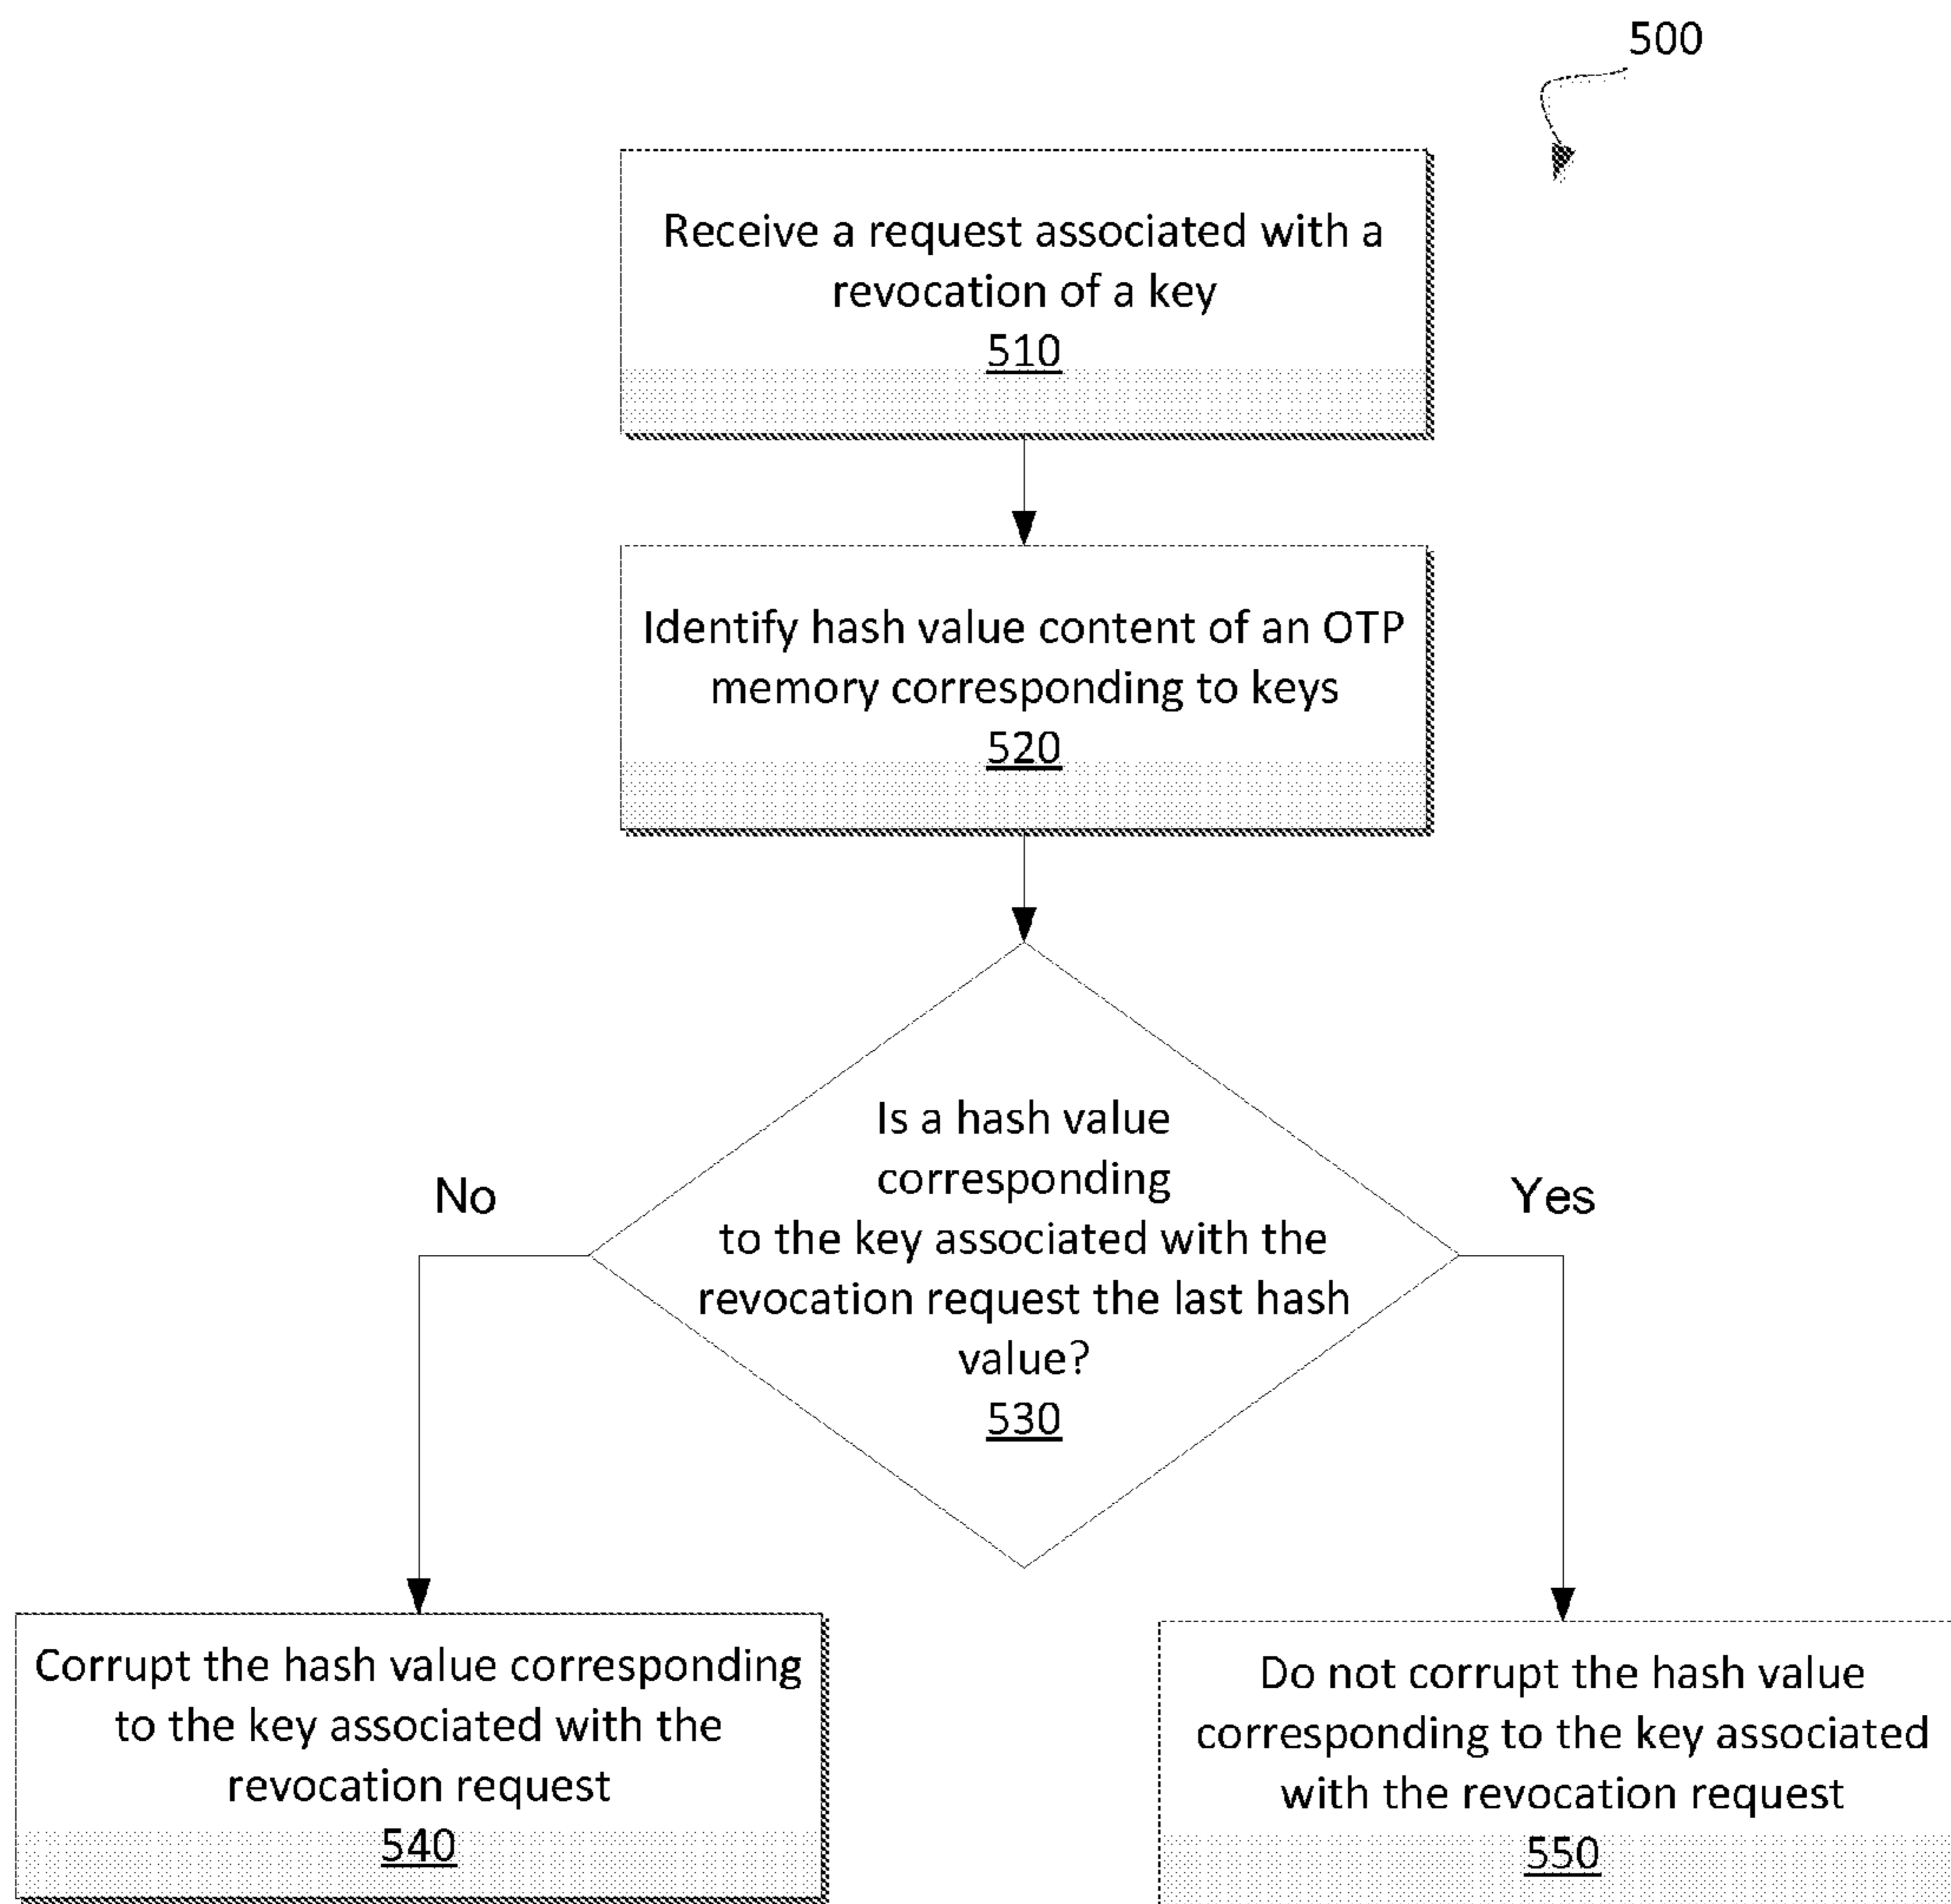 500
Receive a request associated with a
revocation of a key
510
Identify hash value content of an OTP
memory corresponding to keys
520
Is a hash value
corresponding
to the key associated with the
revocation request the last hash
value?
530
No
Yes
Corrupt the hash value corresponding
to the key associated with the
revocation request
540
Do not corrupt the hash value
corresponding to the key associated
with the revocation request
550